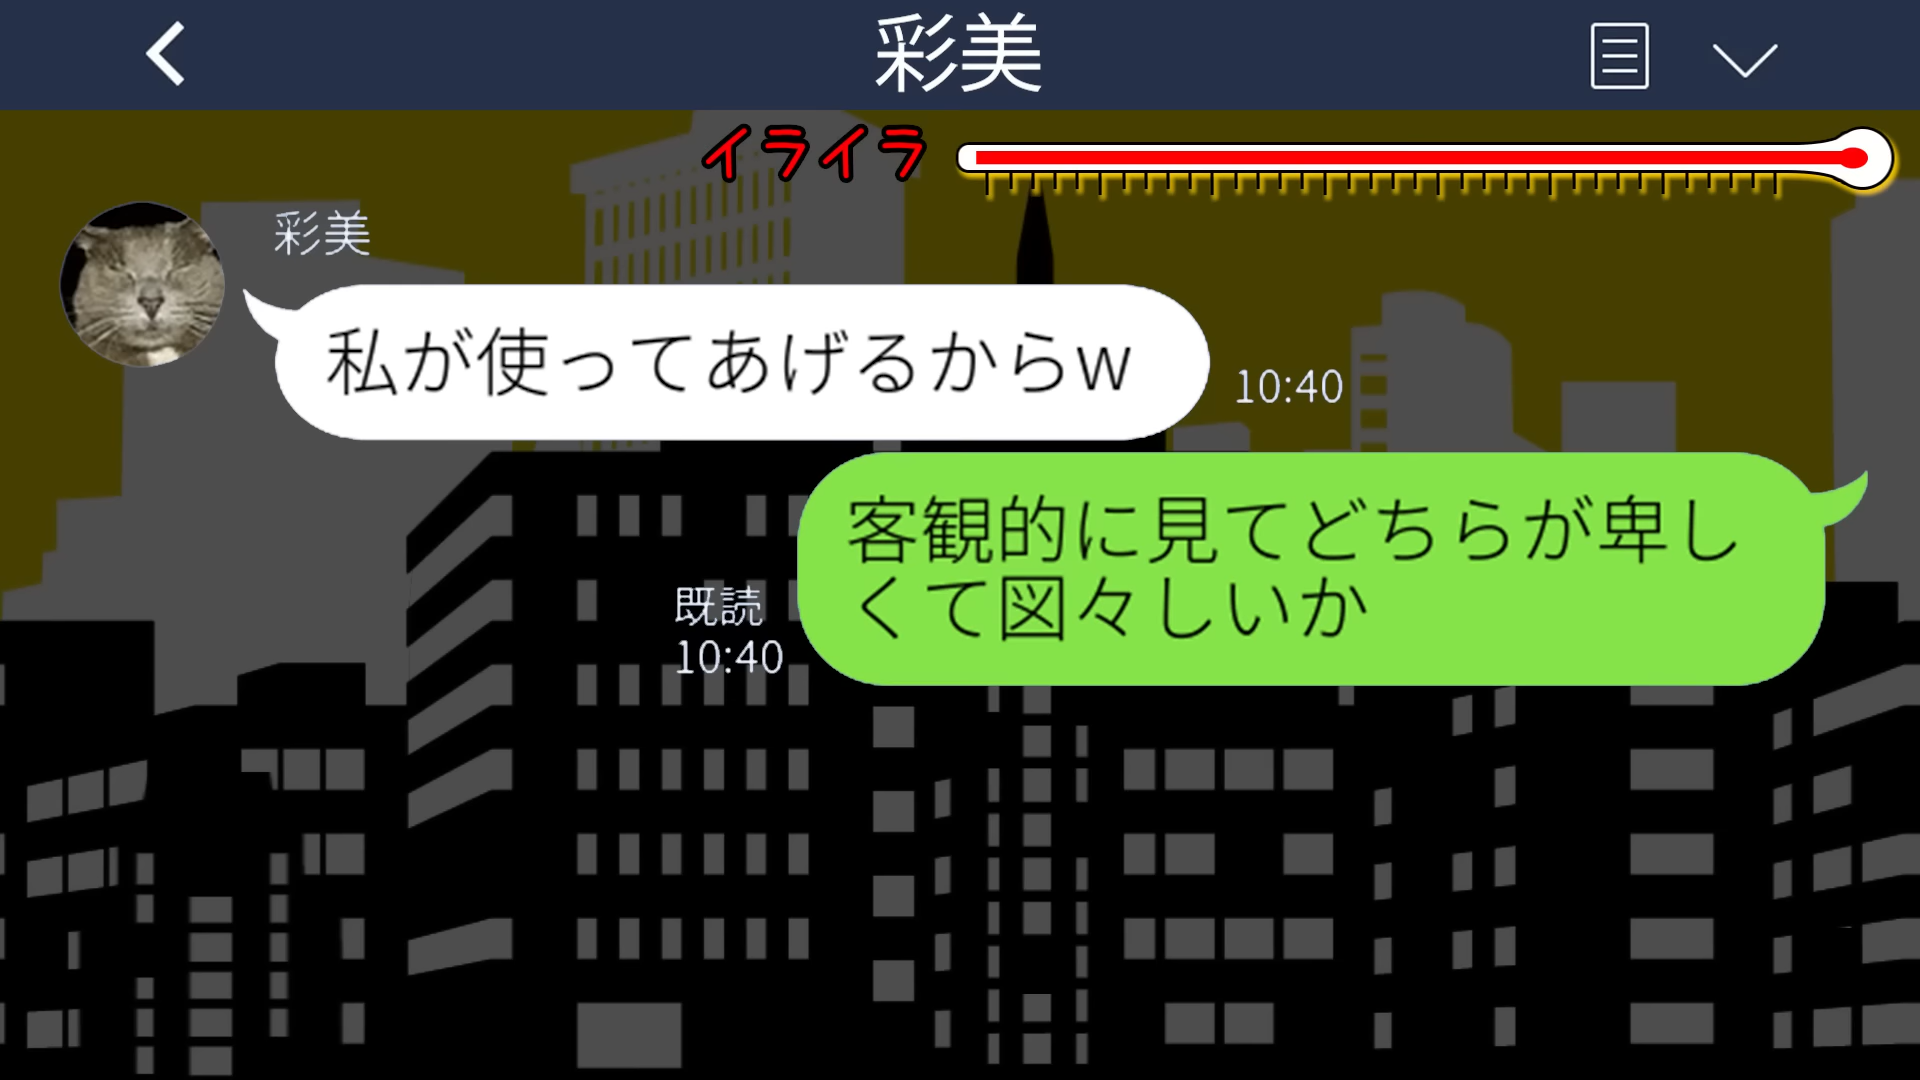 彩美
イライラ
彩美
私が使ってあげるからw
10:40
客観的に見てどちらが卑し
くて図々しいか
既読
10:40